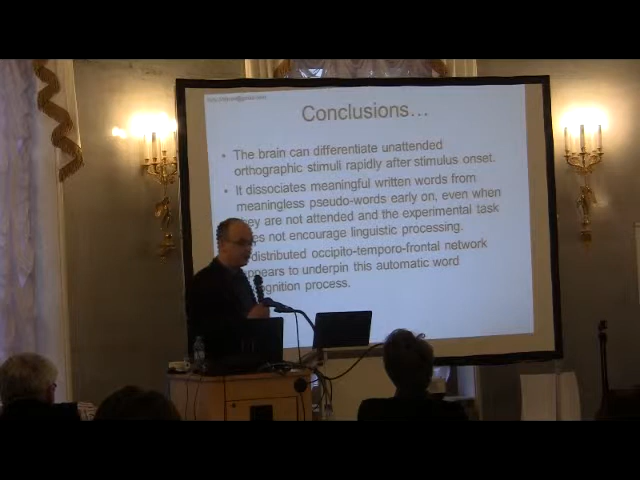 Conclusions…
• The brain can differentiate unattended
orthographic stimuli rapidly after stimulus onset.
• It dissociates meaningful written words from
meaningless pseudo-words early on, even when
they are not attended and the experimental task
not encourage linguistic processing.
distributed occipito-temporo-frontal network
appears to underpin this automatic word
process.